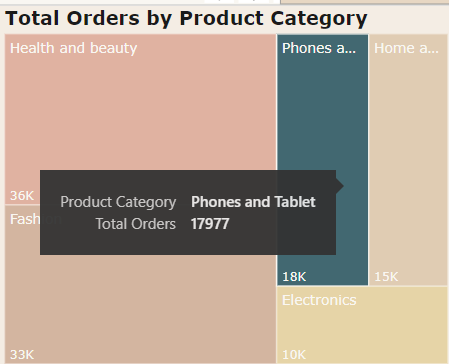 Total Orders by Product Category
Health and beauty
36K
Phones a...
18K
Home a...
15K
Product Category Phones and Tablet
Total Orders 17977
33K
Electronics
10K